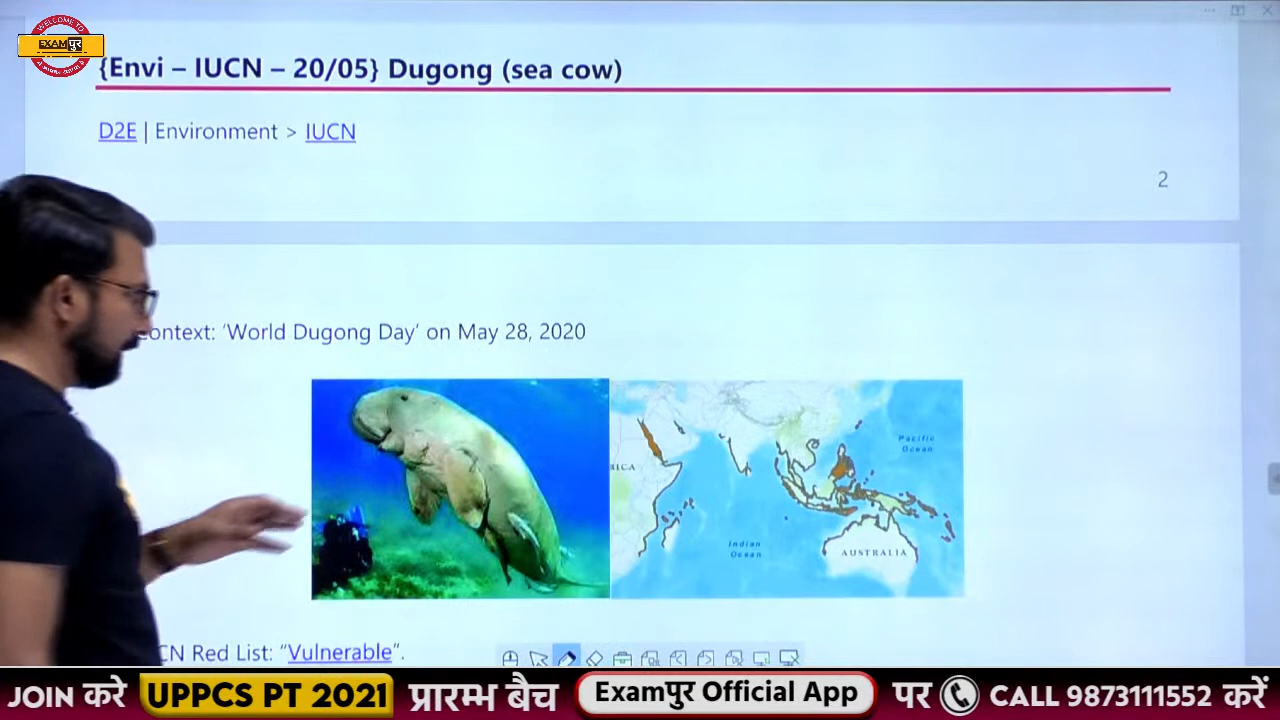 WELCOME TO
EXAMपुर
{Envi – IUCN – 20/05} Dugong (sea cow)
D2E | Environment > IUCN
2
ontext: ‘World Dugong Day’ on May 28, 2020
Pacific
Ocean
RICA
Indian
Ocean
AUSTRALIA
CN Red List: “Vulnerable”.
JOIN करे UPPCS PT 2021 प्रारम्भ बैच Examपुर Official App पर CALL 9873111552 करें